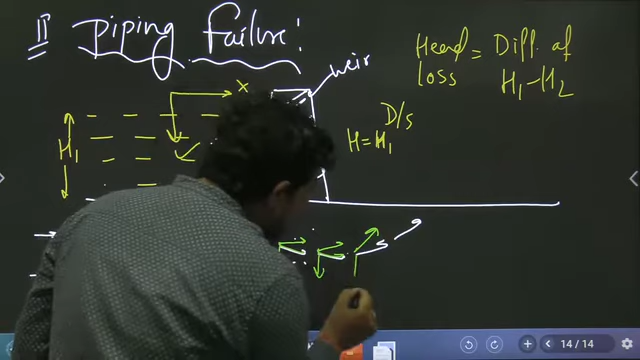 II Piping Failure:
weir
Head loss = Diff. of H1-H2
x
H1
D/s
H = H1
14/14